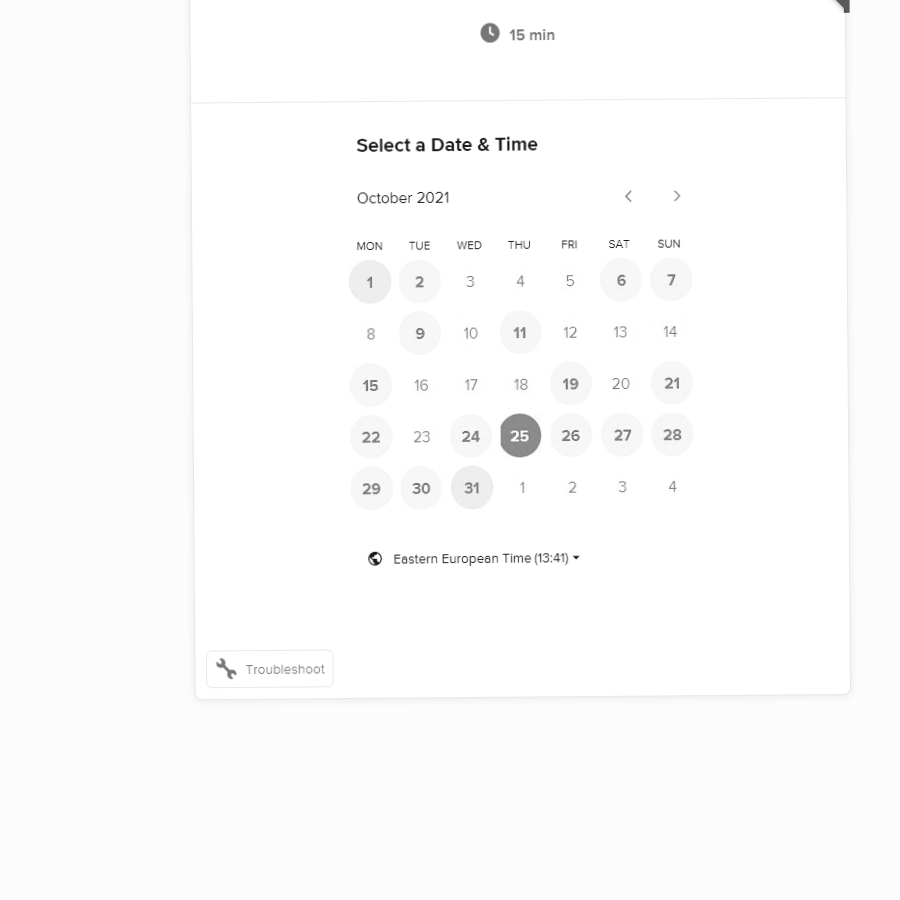 15 min
Select a Date & Time
October 2021
MON TUE WED THU FRI SAT SUN
1 2 3 4 5 6 7
8 9 10 11 12 13 14
15 16 17 18 19 20 21
22 23 24 25 26 27 28
29 30 31 1 2 3 4
Eastern European Time (13:41)
Troubleshoot